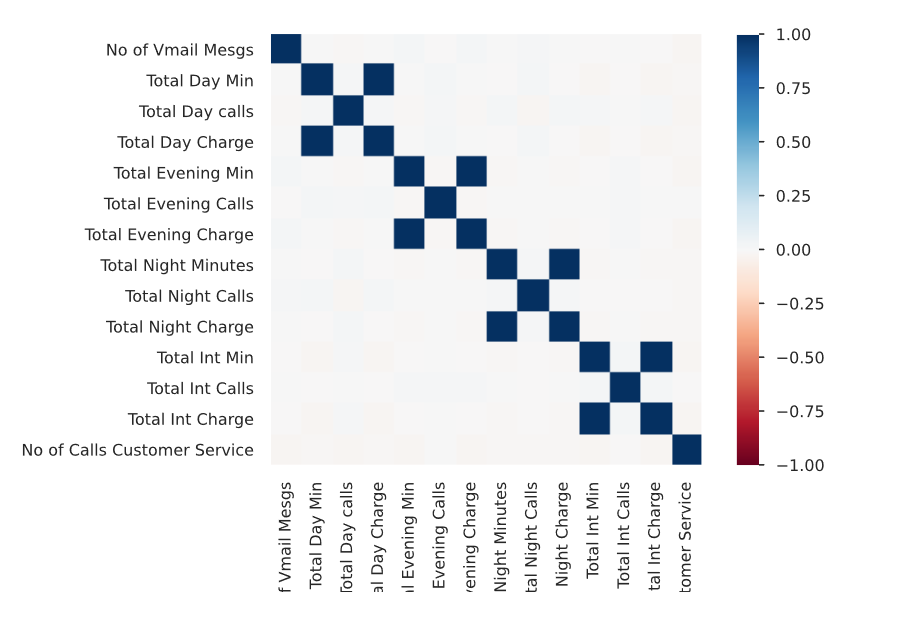 No of Vmail Mesgs
Total Day Min
Total Day calls
Total Day Charge
Total Evening Min
Total Evening Calls
Total Evening Charge
Total Night Minutes
Total Night Calls
Total Night Charge
Total Int Min
Total Int Calls
Total Int Charge
No of Calls Customer Service
1.00
0.75
0.50
0.25
0.00
−0.25
−0.50
−0.75
−1.00
f Vmail Mesgs
Total Day Min
Total Day calls
al Day Charge
l Evening Min
Evening Calls
vening Charge
Night Minutes
tal Night Calls
Night Charge
Total Int Min
Total Int Calls
tal Int Charge
tomer Service